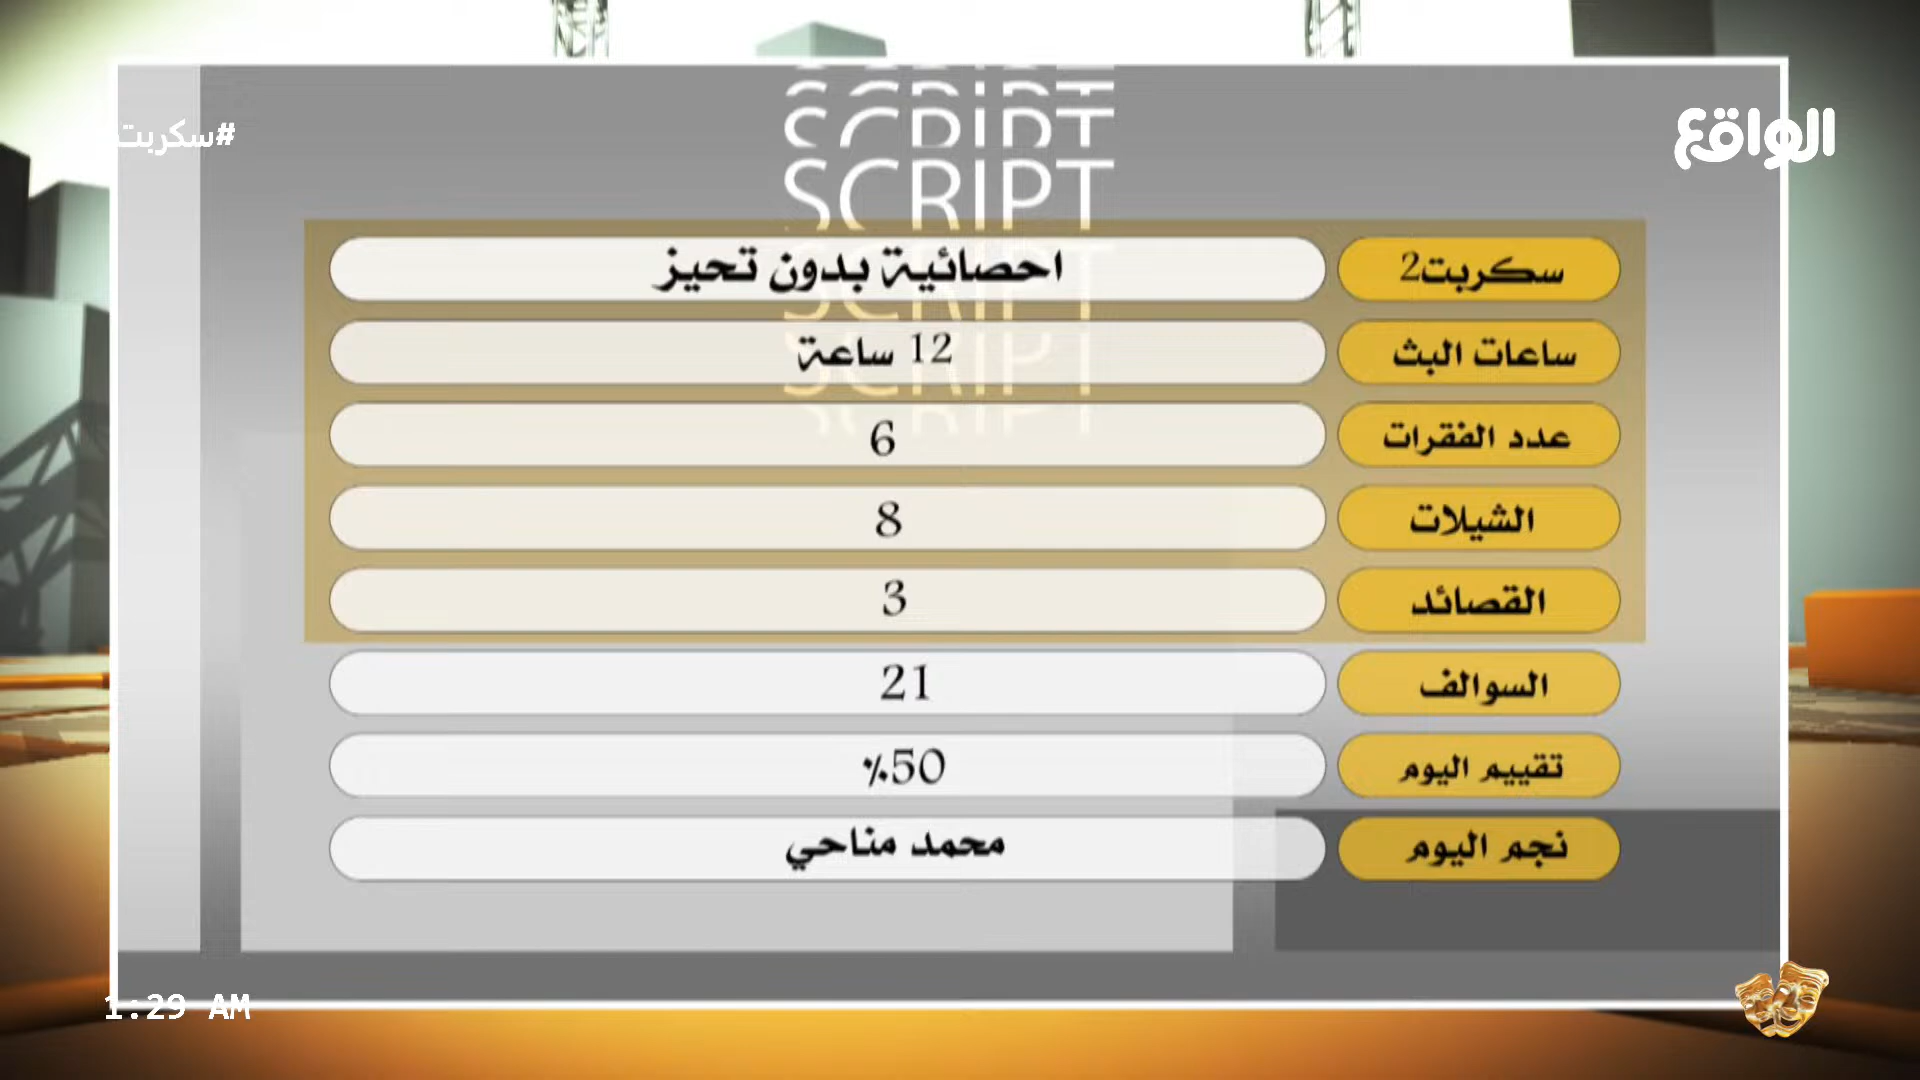 SCRIPT
#سكربت
الواقع
سكربت2 احصائية بدون تحيز
ساعات البث 12 ساعة
عدد الفقرات 6
الشيلات 8
القصائد 3
السوالف 21
تقييم اليوم 50%
نجم اليوم محمد مناحي
1:29 AM